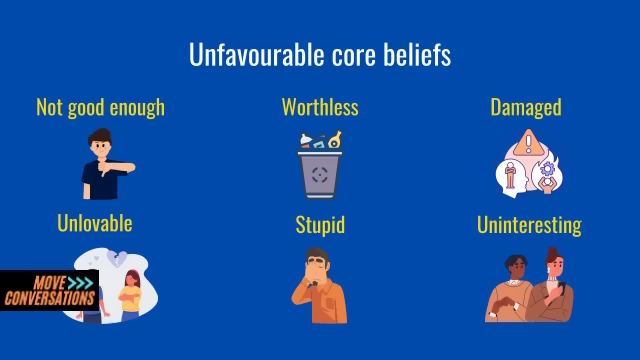 Unfavourable core beliefs
Not good enough
Worthless
Damaged
Unlovable
Stupid
Uninteresting
MOVE
CONVERSATIONS